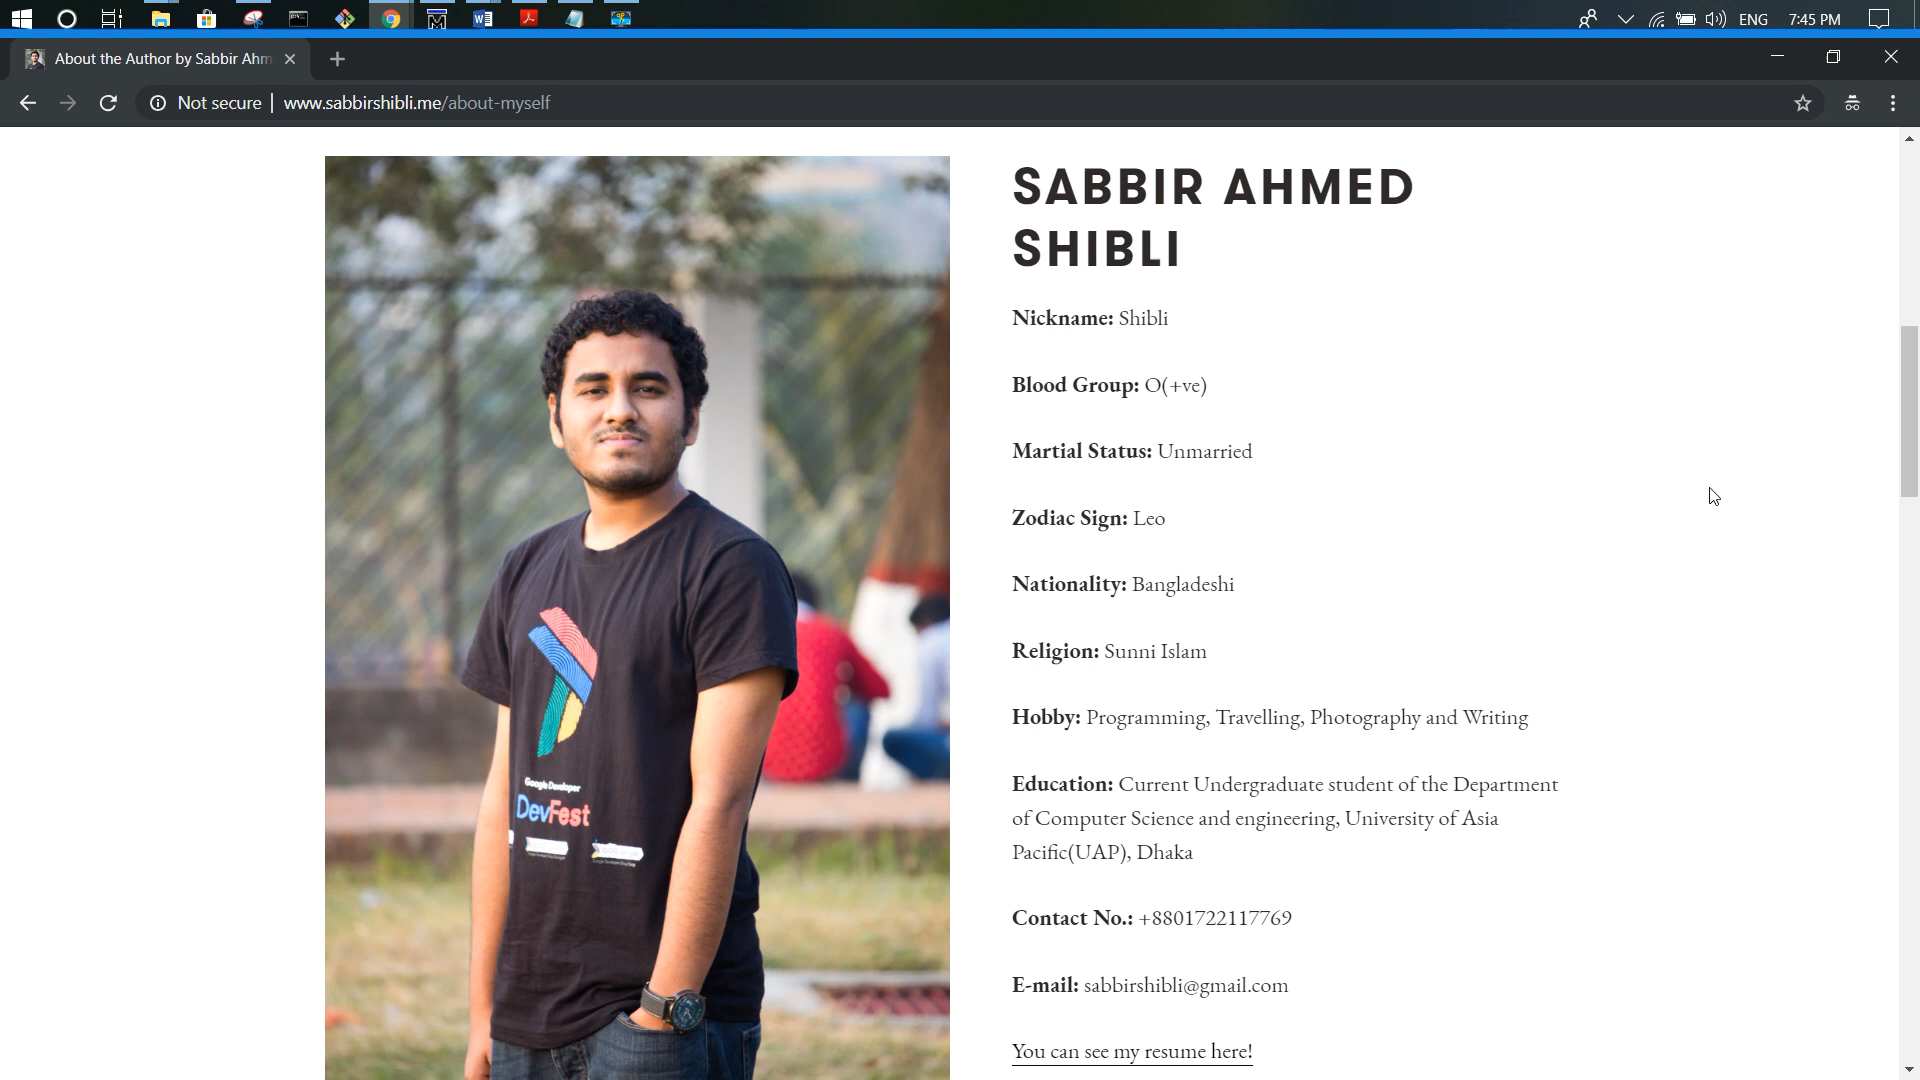 ENG
7:45 PM
About the Author by Sabbir Ahm
Not secure
www.sabbirshibli.me/about-myself
SABBIR AHMED
SHIBLI
Nickname: Shibli
Blood Group: O(+ve)
Martial Status: Unmarried
Zodiac Sign: Leo
Nationality: Bangladeshi
Religion: Sunni Islam
Hobby: Programming, Travelling, Photography and Writing
Education: Current Undergraduate student of the Department
of Computer Science and engineering, University of Asia
Pacific(UAP), Dhaka
Contact No.: +8801722117769
E-mail: sabbirshibli@gmail.com
You can see my resume here!
Google Developer
DevFest